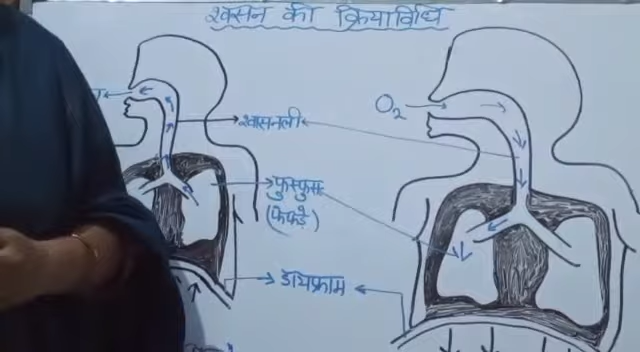 श्वसन की क्रियाविधि
O₂
श्वासनली
फुस्फुस
(फेफड़े)
डायफ्राम